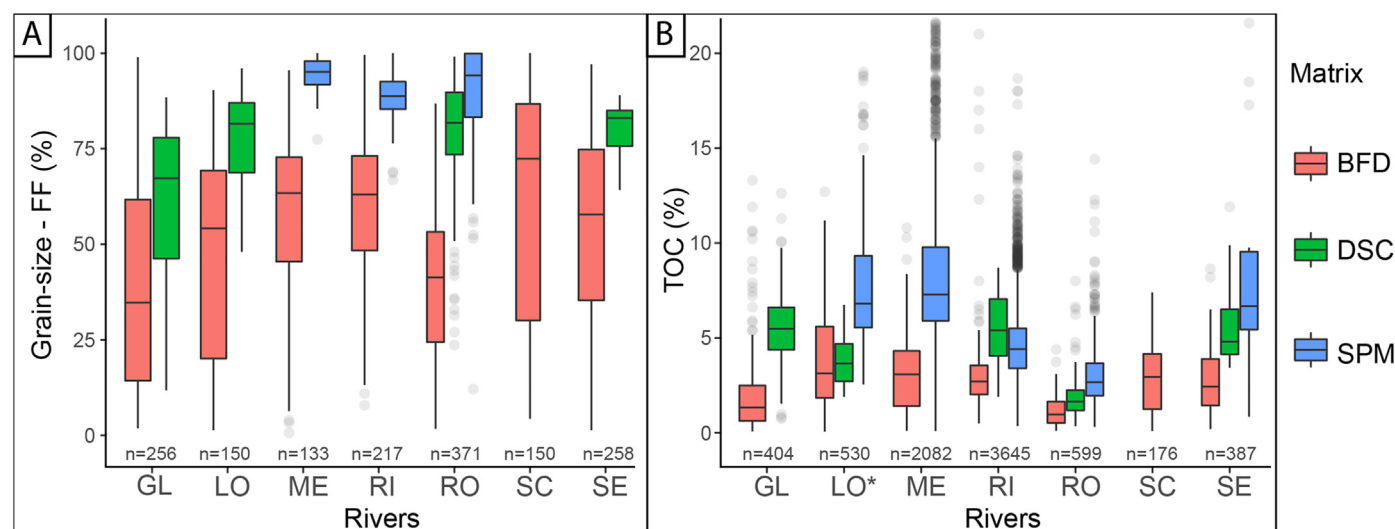 A
Grain-size - FF (%)
100
75
50
25
0
n=256 n=150 n=133 n=217 n=371 n=150 n=258
GL LO ME RI RO SC SE
Rivers
B
TOC (%)
20
15
10
5
0
n=404 n=530 n=2082 n=3645 n=599 n=176 n=387
GL LO* ME RI RO SC SE
Rivers
Matrix
BFD
DSC
SPM